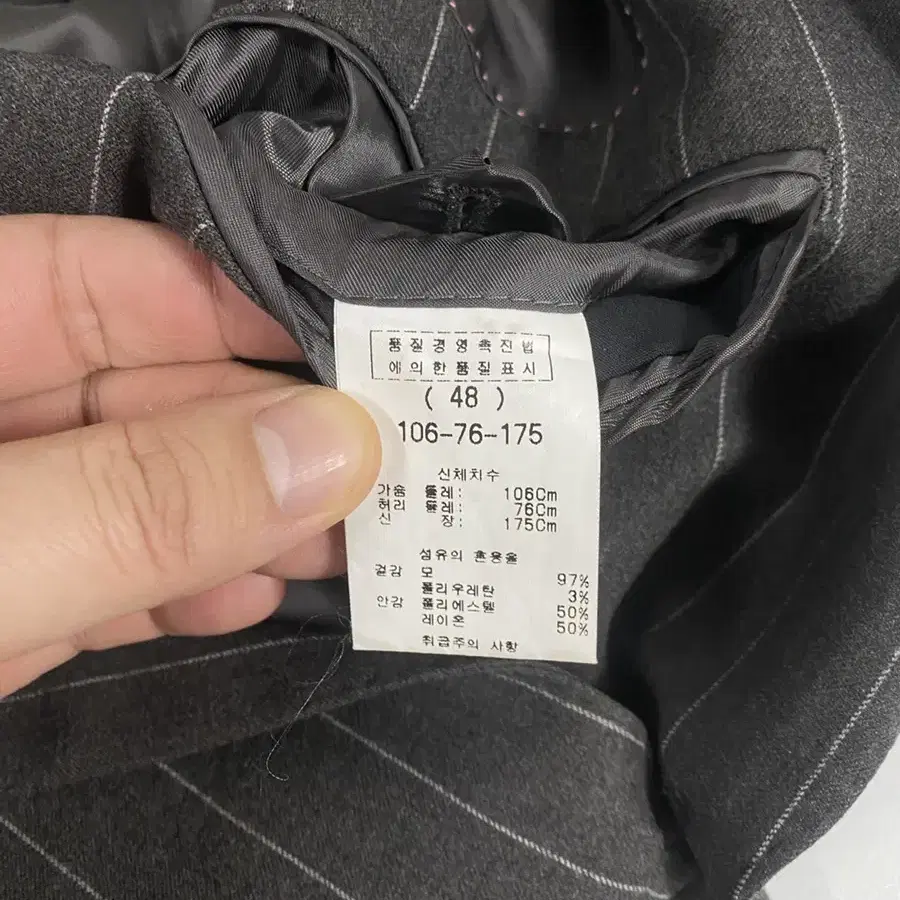 품질경영촉진법
에의한품질표시
( 48 )
106-76-175
신체치수
가슴 둘레: 106Cm
허리 둘레: 76Cm
신 장: 175Cm
섬유의 혼용율
겉감 모 97%
폴리우레탄 3%
안감 폴리에스텔 50%
레이온 50%
취급주의 사항